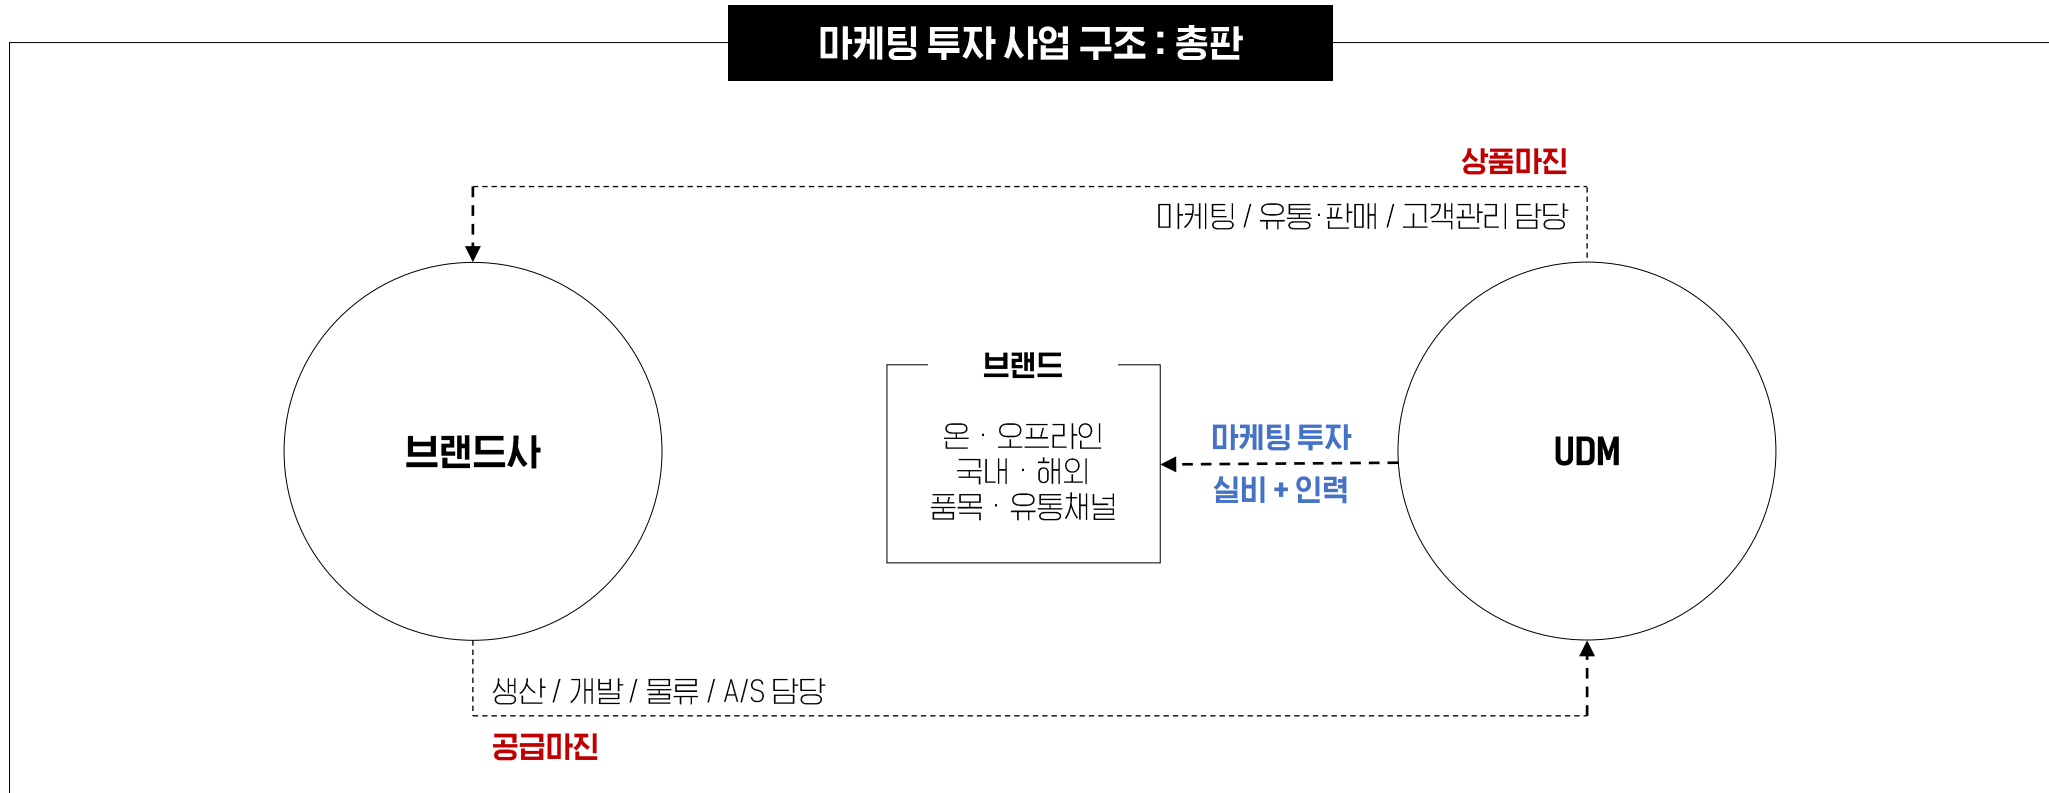 마케팅 투자 사업 구조 : 총판
상품마진
마케팅 / 유통·판매 / 고객관리 담당
브랜드
온 · 오프라인
국내 · 해외
품목 · 유통채널
브랜드사
마케팅 투자
실비 + 인력
UDM
생산 / 개발 / 물류 / A/S 담당
공급마진